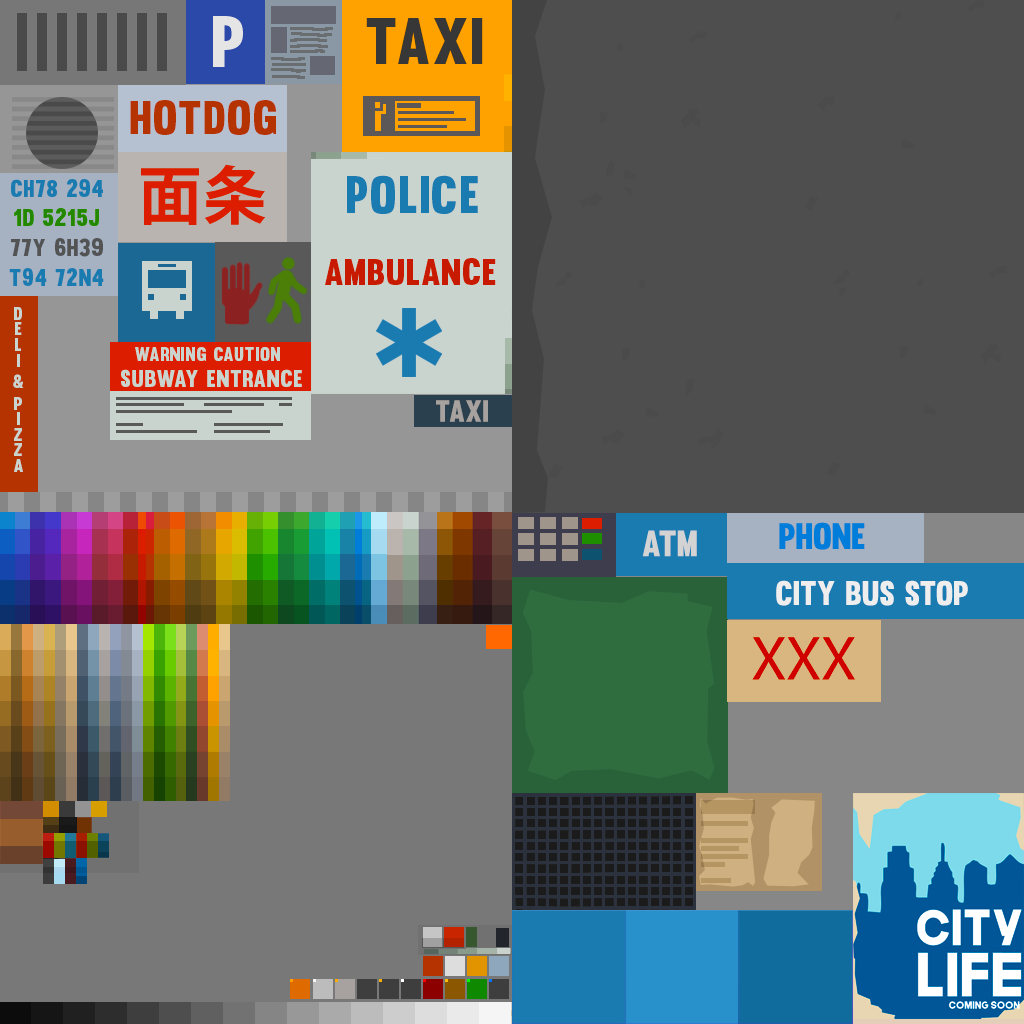 P
TAXI
HOTDOG
面条
CH78 294
1D 5215J
77Y 6H39
T94 72N4
POLICE
AMBULANCE
DELI & PIZZA
WARNING CAUTION
SUBWAY ENTRANCE
TAXI
ATM
PHONE
CITY BUS STOP
XXX
CITY
LIFE
COMING SOON